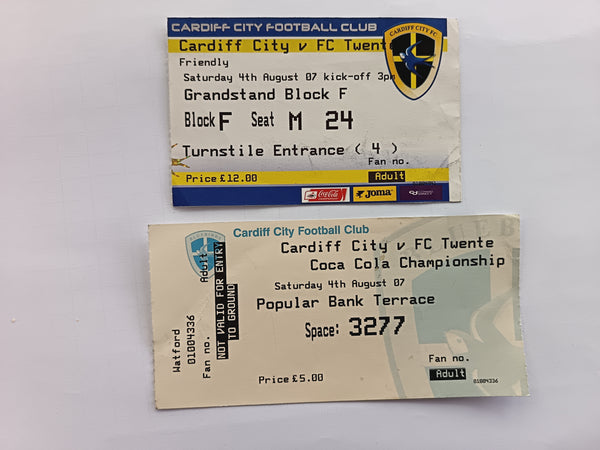 CARDIFF CITY FOOTBALL CLUB
CARDIFF CITY FC
Cardiff City v FC Twente
Friendly
Saturday 4th August 07 kick-off 3pm
Grandstand Block F
Block F Seat M 24
Turnstile Entrance ( 4 )
Fan no.
Price £12.00 Adult
Coca-Cola JOMA
Cardiff City Football Club
Cardiff City v FC Twente
Coca Cola Championship
Saturday 4th August 07
Popular Bank Terrace
Space: 3277
Fan no.
Price £5.00 Adult
01004336
Watford
01004336
Fan no. Adult
NOT VALID FOR ENTRY
TO GROUND